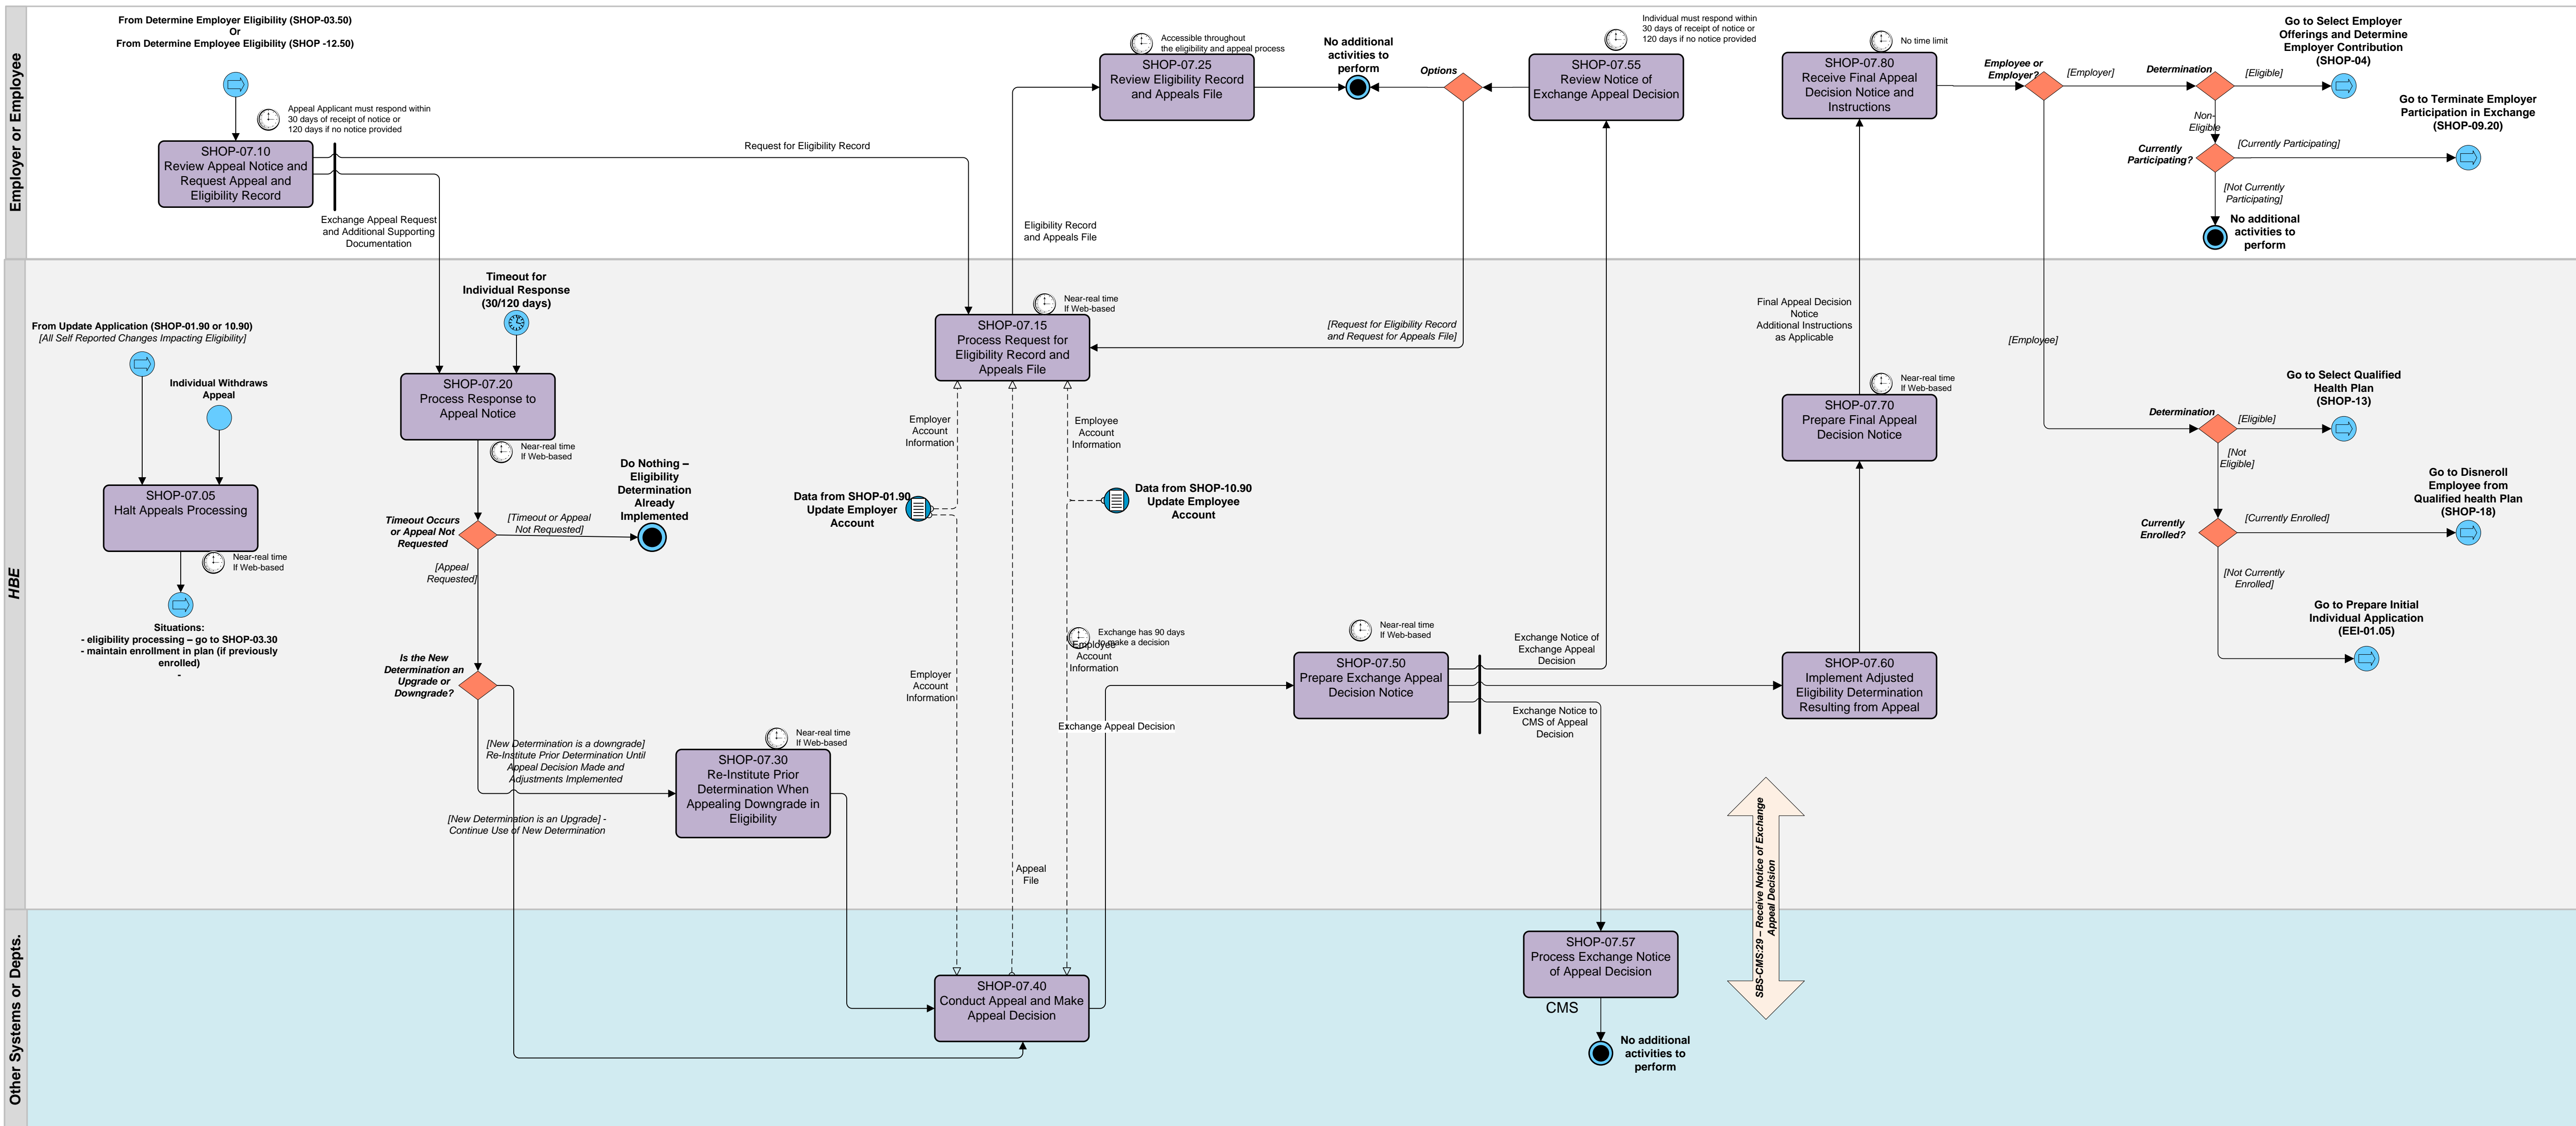 Employer or Employee
From Determine Employer Eligibility (SHOP-03.50)
Or
From Determine Employee Eligibility (SHOP -12.50)
Appeal Applicant must respond within
30 days of receipt of notice or
120 days if no notice provided
SHOP-07.10
Review Appeal Notice and
Request Appeal and
Eligibility Record
Request for Eligibility Record
Exchange Appeal Request
and Additional Supporting
Documentation
Accessible throughout
the eligibility and appeal process
SHOP-07.25
Review Eligibility Record
and Appeals File
No additional
activities to
perform
Options
Individual must respond within
30 days of receipt of notice or
120 days if no notice provided
SHOP-07.55
Review Notice of
Exchange Appeal Decision
Eligibility Record
and Appeals File
No time limit
SHOP-07.80
Receive Final Appeal
Decision Notice and
Instructions
Employee or
Employer?
[Employer]
Determination
[Eligible]
Go to Select Employer
Offerings and Determine
Employer Contribution
(SHOP-04)
Non-
Eligible
Currently
Participating?
[Currently Participating]
Go to Terminate Employer
Participation in Exchange
(SHOP-09.20)
[Not Currently
Participating]
No additional
activities to
perform
HBE
From Update Application (SHOP-01.90 or 10.90)
[All Self Reported Changes Impacting Eligibility]
Individual Withdraws
Appeal
SHOP-07.05
Halt Appeals Processing
Near-real time
If Web-based
Situations:
- eligibility processing – go to SHOP-03.30
- maintain enrollment in plan (if previously
enrolled)
-
Timeout for
Individual Response
(30/120 days)
SHOP-07.20
Process Response to
Appeal Notice
Near-real time
If Web-based
Timeout Occurs
or Appeal Not
Requested
[Timeout or Appeal
Not Requested]
Do Nothing –
Eligibility
Determination
Already
Implemented
[Appeal
Requested]
Is the New
Determination an
Upgrade or
Downgrade?
[New Determination is a downgrade]
Re-Institute Prior Determination Until
Appeal Decision Made and
Adjustments Implemented
[New Determination is an Upgrade] -
Continue Use of New Determination
Near-real time
If Web-based
SHOP-07.30
Re-Institute Prior
Determination When
Appealing Downgrade in
Eligibility
Near-real time
If Web-based
SHOP-07.15
Process Request for
Eligibility Record and
Appeals File
[Request for Eligibility Record
and Request for Appeals File]
Employer
Account
Information
Employee
Account
Information
Data from SHOP-01.90
Update Employer
Account
Data from SHOP-10.90
Update Employee
Account
Exchange has 90 days
to make a decision
Employee
Account
Information
Employer
Account
Information
Exchange Appeal Decision
Appeal
File
Near-real time
If Web-based
SHOP-07.50
Prepare Exchange Appeal
Decision Notice
Exchange Notice of
Exchange Appeal
Decision
Exchange Notice to
CMS of Appeal
Decision
Final Appeal Decision
Notice
Additional Instructions
as Applicable
Near-real time
If Web-based
SHOP-07.70
Prepare Final Appeal
Decision Notice
SHOP-07.60
Implement Adjusted
Eligibility Determination
Resulting from Appeal
SBS-CMS:29 – Receive Notice of Exchange
Appeal Decision
[Employee]
Determination
[Eligible]
Go to Select Qualified
Health Plan
(SHOP-13)
[Not
Eligible]
Currently
Enrolled?
[Currently Enrolled]
Go to Disneroll
Employee from
Qualified health Plan
(SHOP-18)
[Not Currently
Enrolled]
Go to Prepare Initial
Individual Application
(EEI-01.05)
Other Systems or Depts.
SHOP-07.40
Conduct Appeal and Make
Appeal Decision
SHOP-07.57
Process Exchange Notice
of Appeal Decision
CMS
No additional
activities to
perform